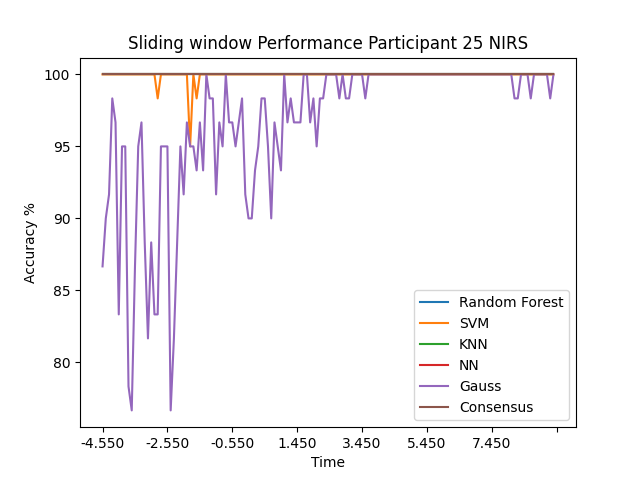 Sliding window Performance Participant 25 NIRS
100
95
90
85
80
Accuracy %
Random Forest
SVM
KNN
NN
Gauss
Consensus
-4.550 -2.550 -0.550 1.450 3.450 5.450 7.450
Time